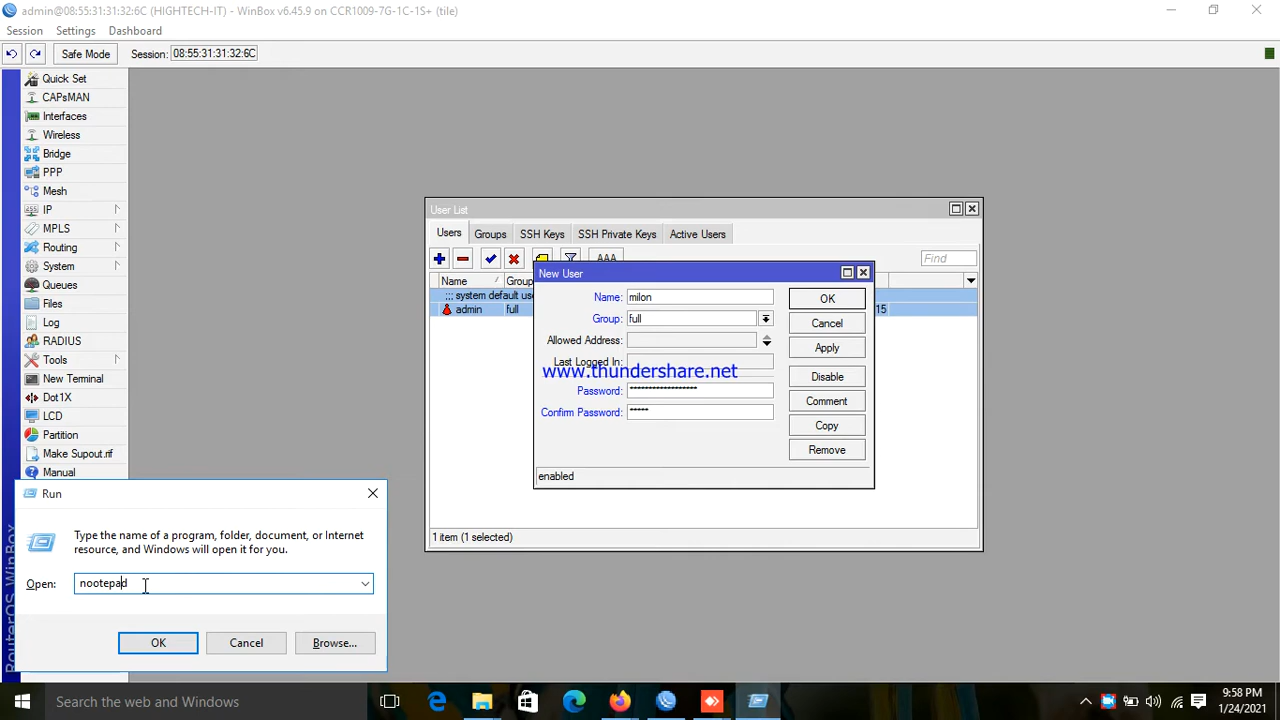 admin@08:55:31:31:32:6C (HIGHTECH-IT) - WinBox v6.45.9 on CCR1009-7G-1C-1S+ (tile)
Session Settings Dashboard
Safe Mode Session: 08:55:31:31:32:6C
Quick Set
CAPsMAN
Interfaces
Wireless
Bridge
PPP
Mesh
IP
MPLS
Routing
System
Queues
Files
Log
RADIUS
Tools
New Terminal
Dot1X
LCD
Partition
Make Supout.rif
Manual
RouterOS WinBox
User List
Users Groups SSH Keys SSH Private Keys Active Users
AAA Find
Name Group
;;; system default use
admin full 15
1 item (1 selected)
New User
Name: milon
Group: full
Allowed Address:
Last Logged In:
www.thundershare.net
Password: ******************
Confirm Password: *****
enabled
OK
Cancel
Apply
Disable
Comment
Copy
Remove
Run
Type the name of a program, folder, document, or Internet
resource, and Windows will open it for you.
Open: nootepad
OK Cancel Browse...
Search the web and Windows
9:58 PM
1/24/2021